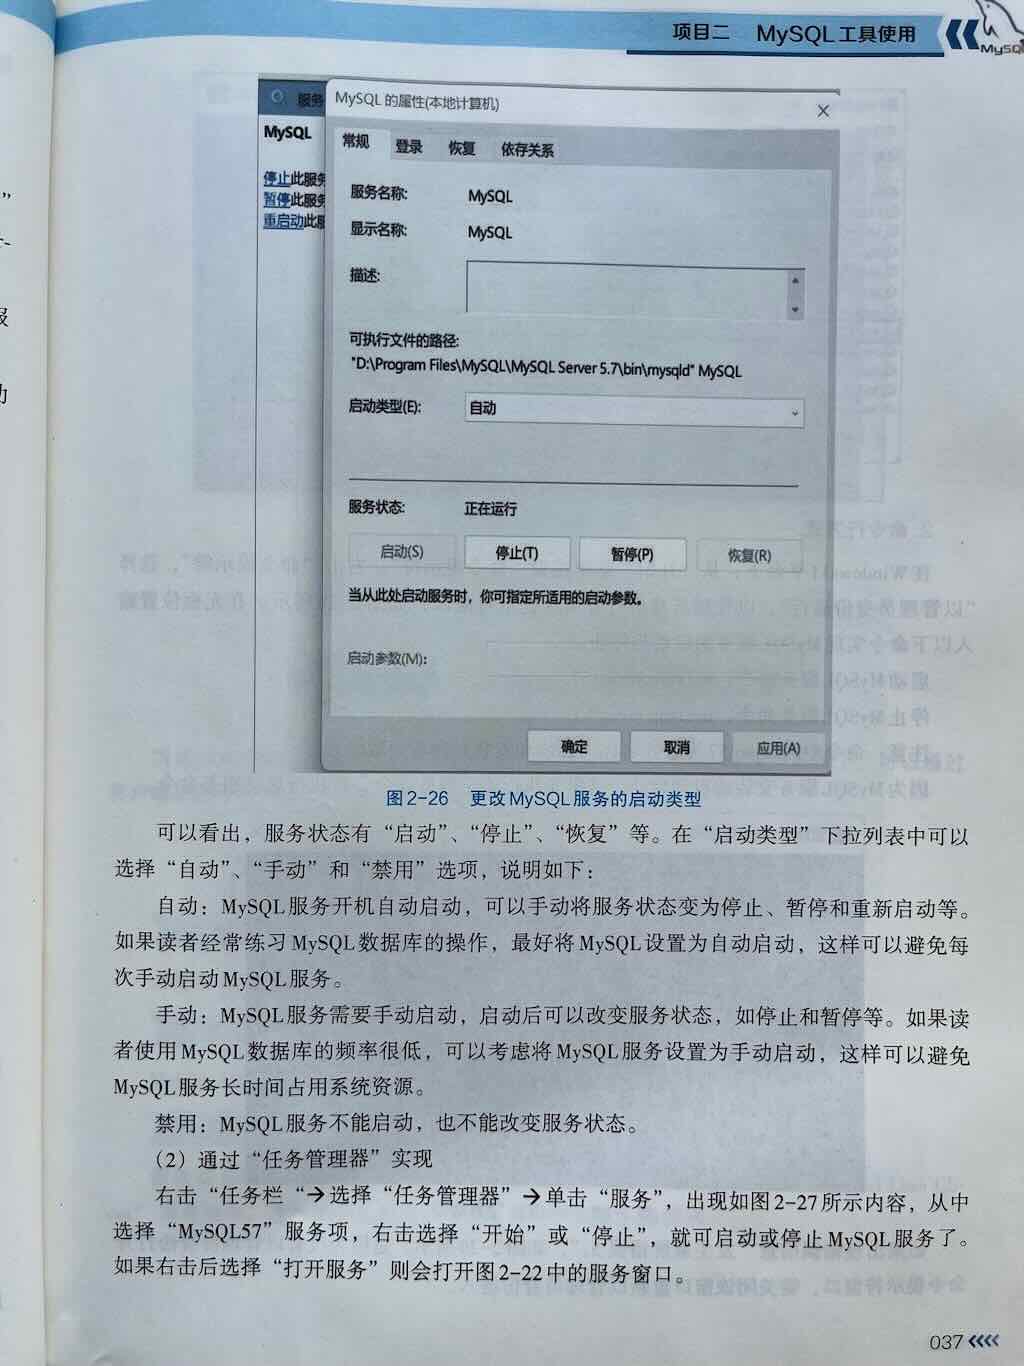 项目二 MySQL工具使用
MySQL
服务
MySQL 的属性(本地计算机)
MySQL
常规 登录 恢复 依存关系
停止此服务
暂停此服务
重启动此服
服务名称: MySQL
显示名称: MySQL
描述:
可执行文件的路径:
"D:\Program Files\MySQL\MySQL Server 5.7\bin\mysqld" MySQL
启动类型(E): 自动
服务状态: 正在运行
启动(S) 停止(T) 暂停(P) 恢复(R)
当从此处启动服务时，你可指定所适用的启动参数。
启动参数(M):
确定 取消 应用(A)
图2-26 更改MySQL服务的启动类型
可以看出，服务状态有“启动”、“停止”、“恢复”等。在“启动类型”下拉列表中可以
选择“自动”、“手动”和“禁用”选项，说明如下：
自动：MySQL服务开机自动启动，可以手动将服务状态变为停止、暂停和重新启动等。
如果读者经常练习MySQL数据库的操作，最好将MySQL设置为自动启动，这样可以避免每
次手动启动MySQL服务。
手动：MySQL服务需要手动启动，启动后可以改变服务状态，如停止和暂停等。如果读
者使用MySQL数据库的频率很低，可以考虑将MySQL服务设置为手动启动，这样可以避免
MySQL服务长时间占用系统资源。
禁用：MySQL服务不能启动，也不能改变服务状态。
（2）通过“任务管理器”实现
右击“任务栏“→选择“任务管理器”→单击“服务”，出现如图2-27所示内容，从中
选择“MySQL57”服务项，右击选择“开始”或“停止”，就可启动或停止MySQL服务了。
如果右击后选择“打开服务”则会打开图2-22中的服务窗口。
037